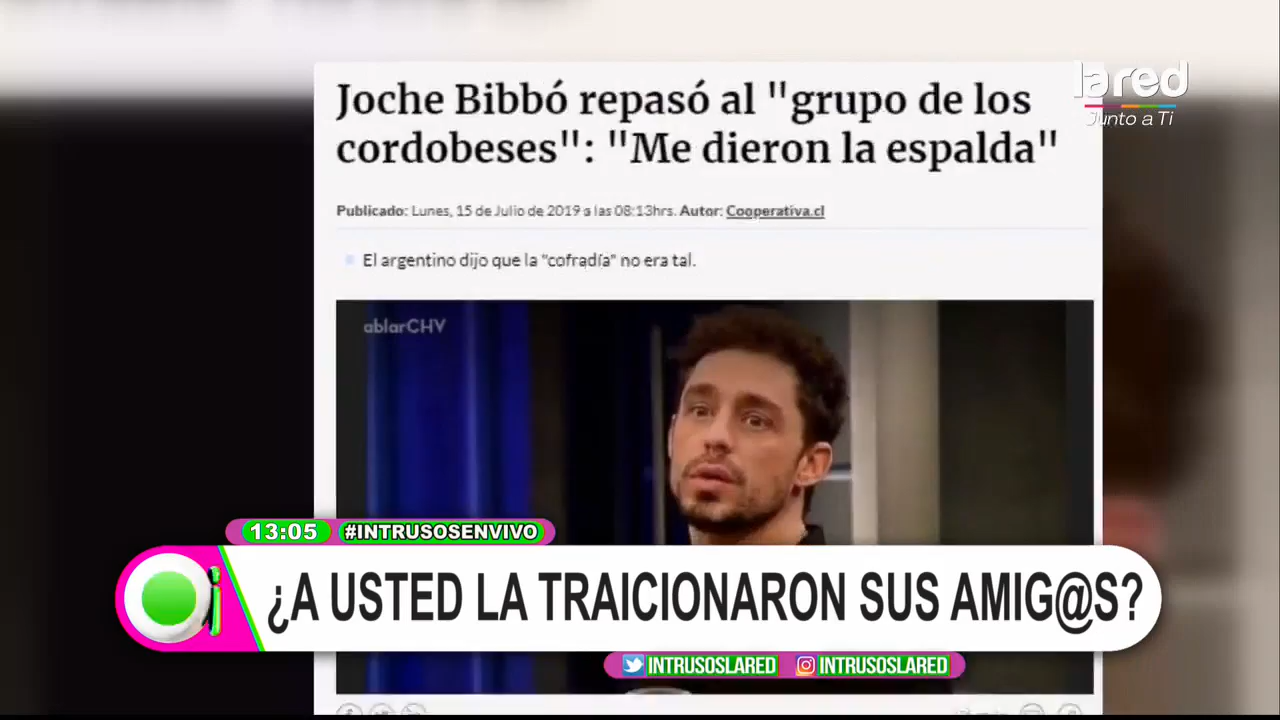 Joche Bibbó repasó al "grupo de los
cordobeses": "Me dieron la espalda"
lared
Junto a Ti
Publicado: Lunes, 15 de Julio de 2019 a las 08:13hrs. Autor: Cooperativa.cl
El argentino dijo que la "cofradía" no era tal.
ablarCHV
13:05 #INTRUSOSENVIVO
¿A USTED LA TRAICIONARON SUS AMIG@S?
INTRUSOSLARED INTRUSOSLARED